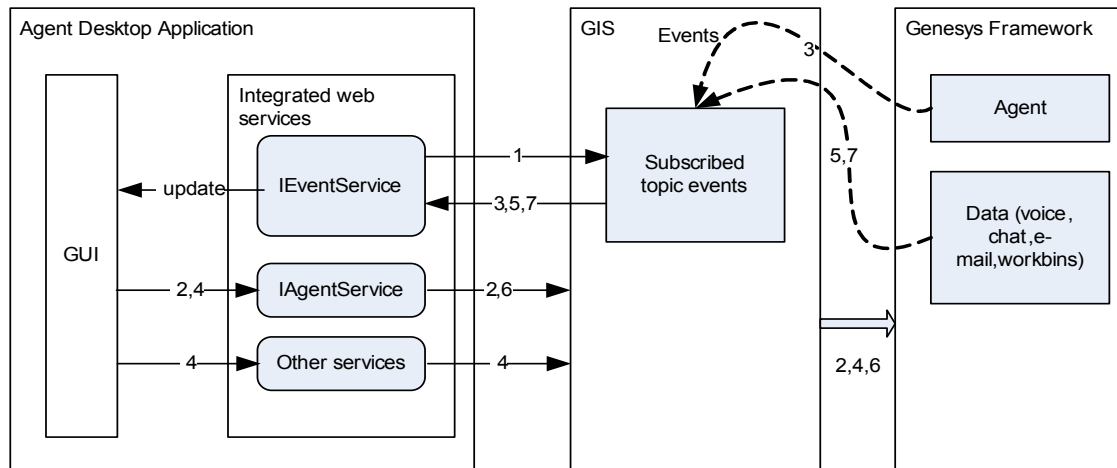 Agent Desktop Application
GIS
Genesys Framework
Events
3
Integrated web
services
Agent
IEventService
1
Subscribed
topic events
5,7
update
3,5,7
Data (voice,
chat,e-
mail,workbins)
GUI
2,4
IAgentService
2,6
4
Other services
4
2,4,6